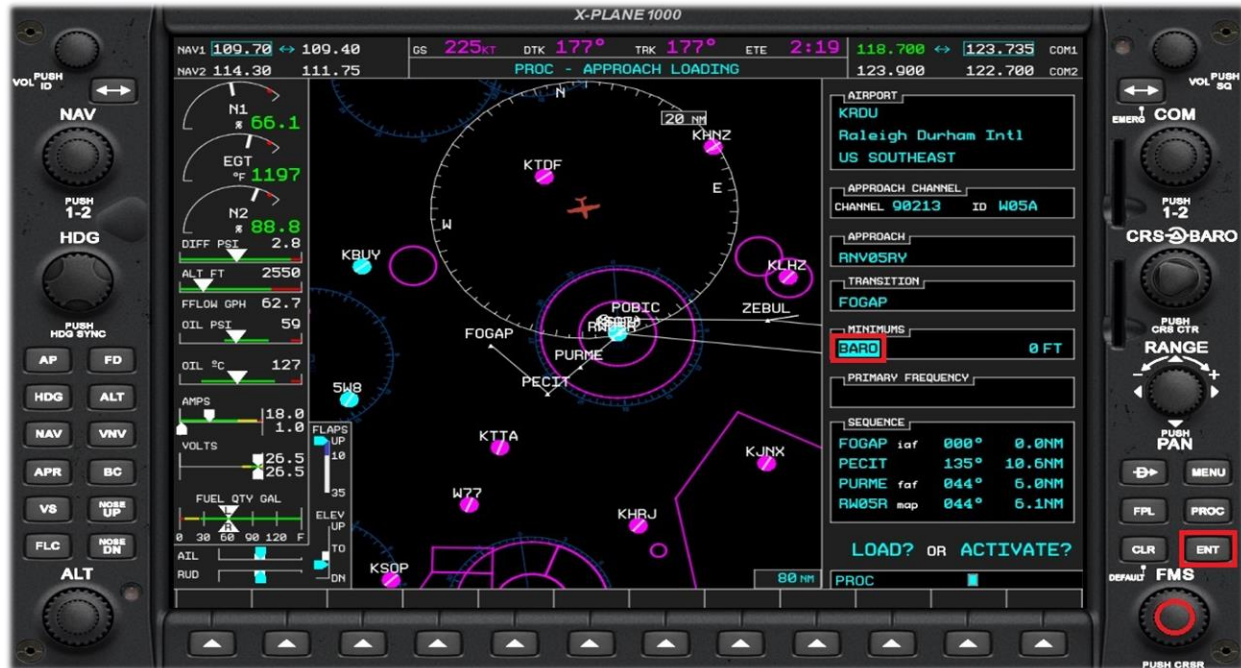 X-PLANE 1000
NAV1 109.70 ↔ 109.40
NAV2 114.30 111.75
GS 225KT DTK 177° TRK 177° ETE 2:19
PROC - APPROACH LOADING
118.700 ↔ 123.735 COM1
123.900 122.700 COM2
VOL PUSH ID
NAV
PUSH 1-2
HDG
PUSH HDG SYNC
AP FD
HDG ALT
NAV VNV
APR BC
VS NOSE UP
FLC NOSE DN
ALT
N1 % 66.1
EGT °F 1197
N2 % 88.8
DIFF PSI 2.8
ALT FT 2550
FFLOW GPH 62.7
OIL PSI 59
OIL ºC 127
AMPS
18.0
1.0
VOLTS
26.5
26.5
FUEL QTY GAL
L
R
0 30 60 90 120 F
AIL
RUD
FLAPS
UP
10
35
ELEV
UP
TO
DN
N
20 NM
KHNZ
KTDF
E
W
KBUY
KLHZ
POBIC
ZEBUL
FOGAP
PURME
PECIT
5W8
KTTA
KJNX
W77
KHRJ
KSOP
80 NM
AIRPORT
KRDU
Raleigh Durham Intl
US SOUTHEAST
APPROACH CHANNEL
CHANNEL 90213 ID W05A
APPROACH
RNV05RY
TRANSITION
FOGAP
MINIMUMS
BARO 0 FT
PRIMARY FREQUENCY
SEQUENCE
FOGAP iaf 000° 0.0NM
PECIT 135° 10.6NM
PURME faf 044° 6.0NM
RW05R map 044° 6.1NM
LOAD? OR ACTIVATE?
PROC
VOL PUSH SQ
EMERG COM
PUSH 1-2
CRS BARO
PUSH CRS CTR
RANGE
- +
PUSH PAN
D MENU
FPL PROC
CLR ENT
DEFAULT FMS
PUSH CRSR